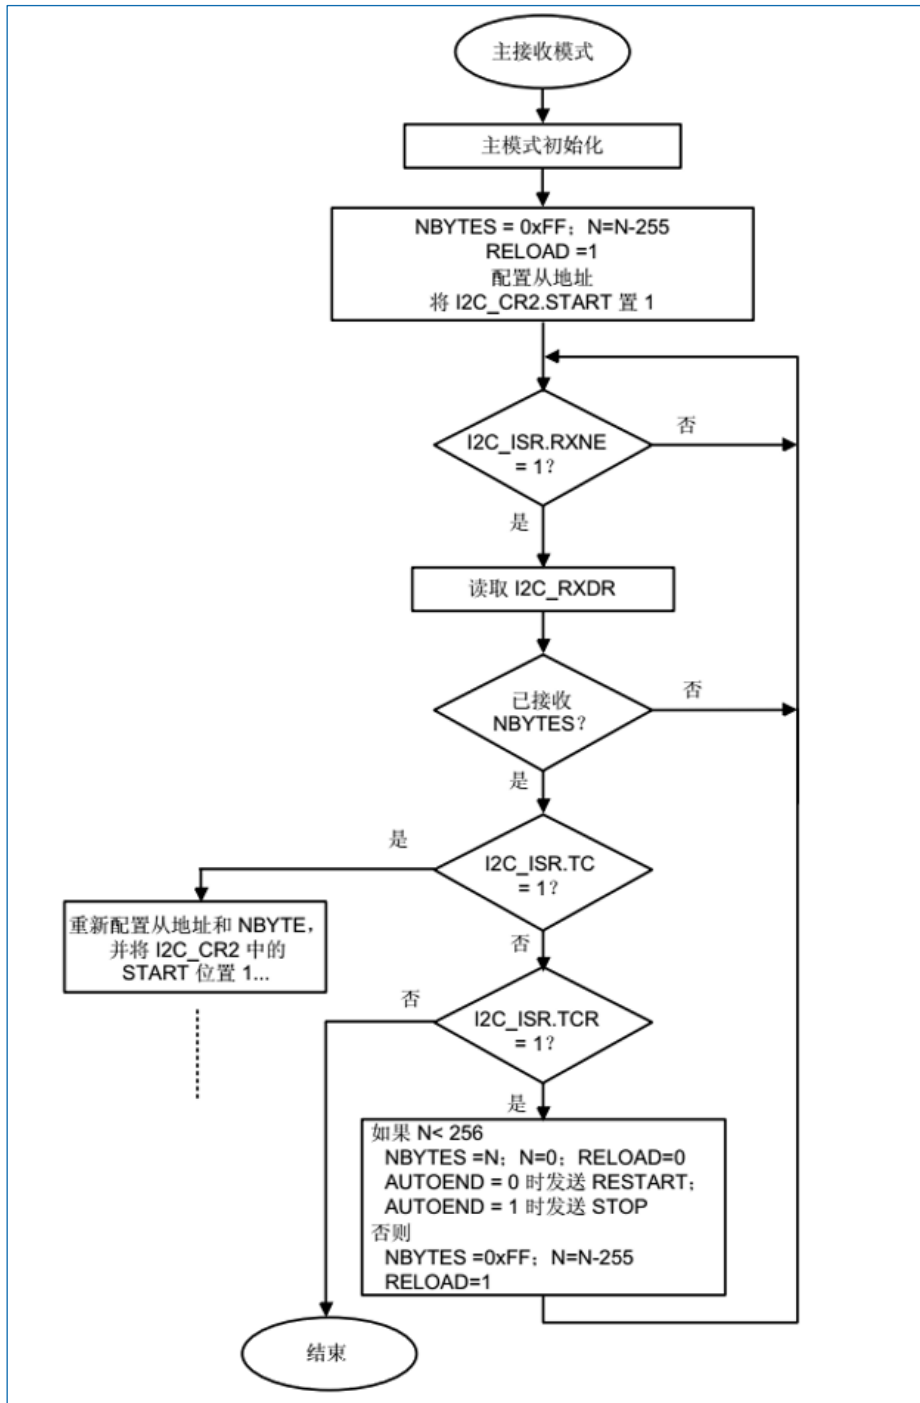 主接收模式
主模式初始化
NBYTES = 0xFF；N=N-255
RELOAD =1
配置从地址
将 I2C_CR2.START 置 1
I2C_ISR.RXNE
= 1？
否
是
读取 I2C_RXDR
已接收
NBYTES？
否
是
I2C_ISR.TC
= 1？
是
重新配置从地址和 NBYTE，
并将 I2C_CR2 中的
START 位置 1...
否
I2C_ISR.TCR
= 1？
否
是
如果 N< 256
NBYTES =N；N=0；RELOAD=0
AUTOEND = 0 时发送 RESTART；
AUTOEND = 1 时发送 STOP
否则
NBYTES =0xFF；N=N-255
RELOAD=1
结束